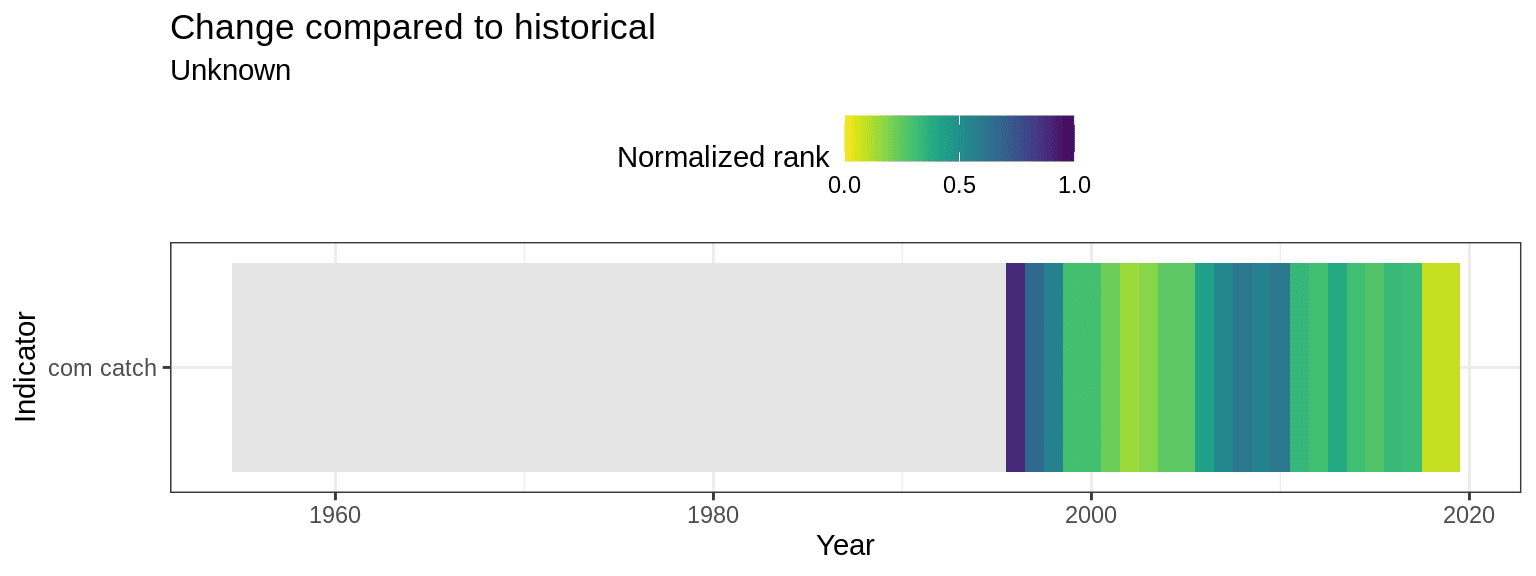 Change compared to historical
Unknown
Normalized rank
0.0 0.5 1.0
Indicator
com catch
1960 1980 2000 2020
Year